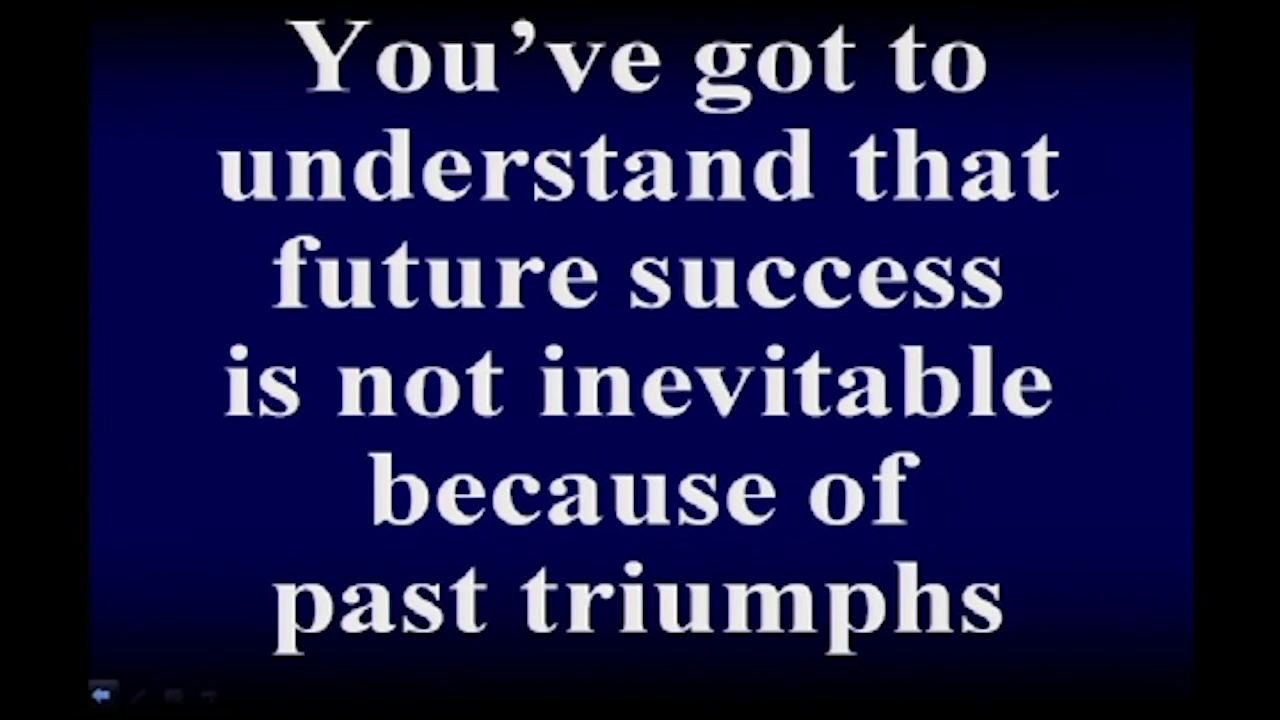 You’ve got to
understand that
future success
is not inevitable
because of
past triumphs